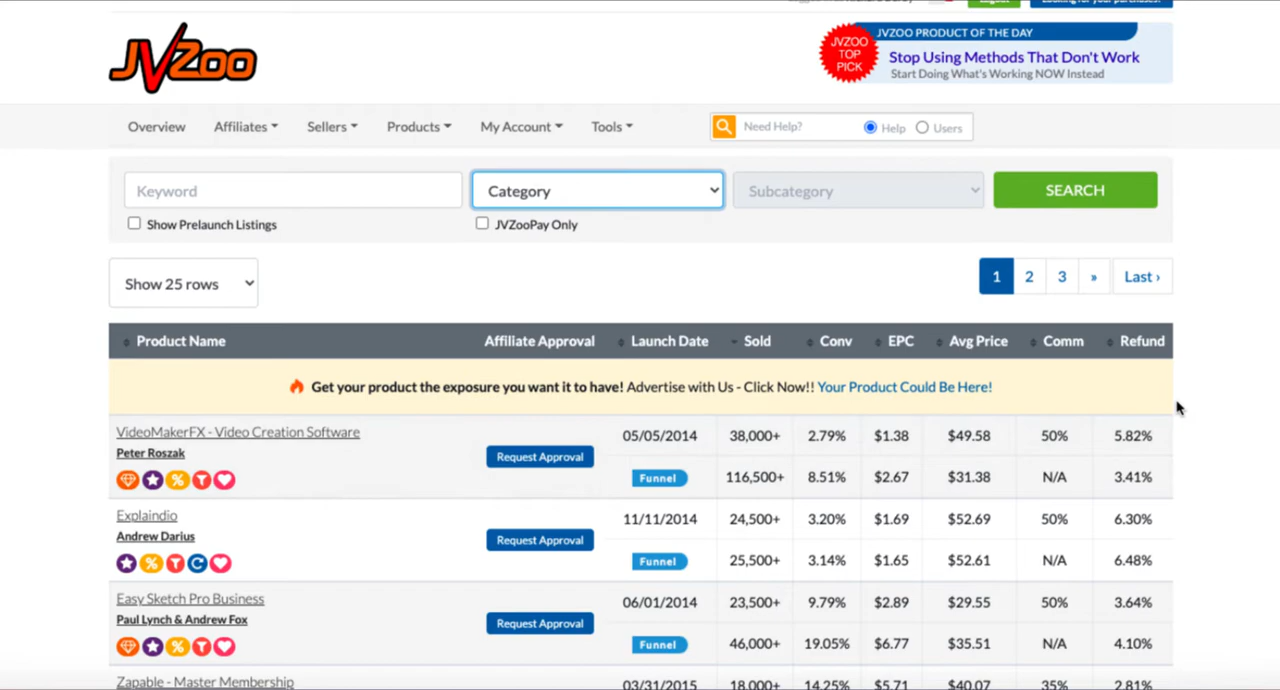 Looking for your purchases?
JVZoo
JVZOO TOP PICK
JVZOO PRODUCT OF THE DAY
Stop Using Methods That Don't Work
Start Doing What's Working NOW Instead
Overview Affiliates Sellers Products My Account Tools Need Help? Help Users
Keyword Category Subcategory SEARCH
Show Prelaunch Listings JVZooPay Only
Show 25 rows 1 2 3 » Last ›
Product Name Affiliate Approval Launch Date Sold Conv EPC Avg Price Comm Refund
Get your product the exposure you want it to have! Advertise with Us - Click Now!! Your Product Could Be Here!
VideoMakerFX - Video Creation Software 05/05/2014 38,000+ 2.79% $1.38 $49.58 50% 5.82%
Peter Roszak Request Approval
Funnel 116,500+ 8.51% $2.67 $31.38 N/A 3.41%
Explaindio 11/11/2014 24,500+ 3.20% $1.69 $52.69 50% 6.30%
Andrew Darius Request Approval
Funnel 25,500+ 3.14% $1.65 $52.61 N/A 6.48%
Easy Sketch Pro Business 06/01/2014 23,500+ 9.79% $2.89 $29.55 50% 3.64%
Paul Lynch & Andrew Fox Request Approval
Funnel 46,000+ 19.05% $6.77 $35.51 N/A 4.10%
Zapable - Master Membership 03/31/2015 18,000+ 14.25% $5.71 $40.07 35% 2.81%